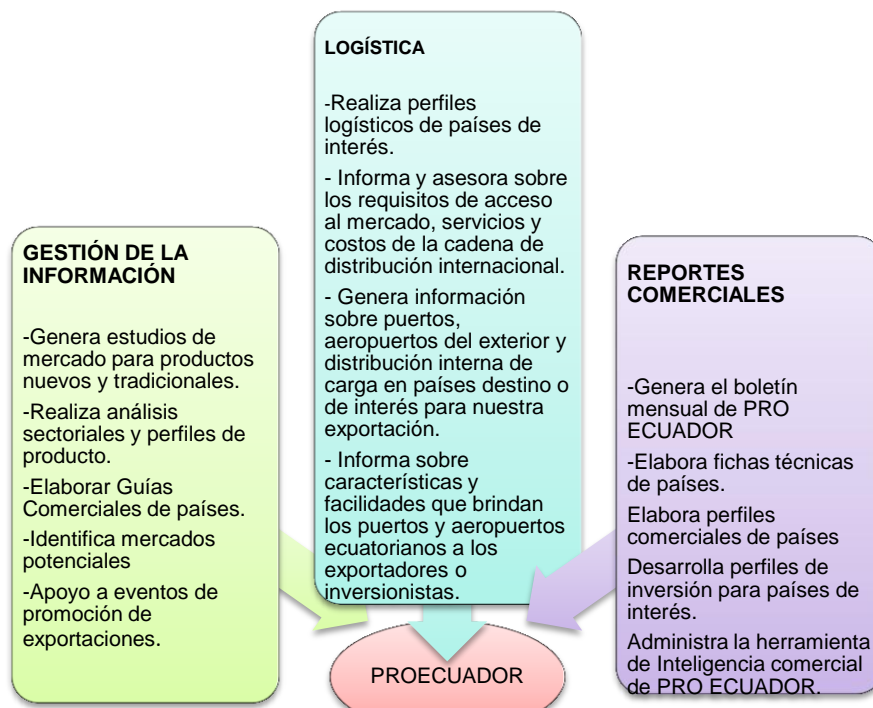 GESTIÓN DE LA
INFORMACIÓN
-Genera estudios de
mercado para productos
nuevos y tradicionales.
-Realiza análisis
sectoriales y perfiles de
producto.
-Elaborar Guías
Comerciales de países.
-Identifica mercados
potenciales
-Apoyo a eventos de
promoción de
exportaciones.
LOGÍSTICA
-Realiza perfiles
logísticos de países de
interés.
- Informa y asesora sobre
los requisitos de acceso
al mercado, servicios y
costos de la cadena de
distribución internacional.
- Genera información
sobre puertos,
aeropuertos del exterior y
distribución interna de
carga en países destino o
de interés para nuestra
exportación.
- Informa sobre
características y
facilidades que brindan
los puertos y aeropuertos
ecuatorianos a los
exportadores o
inversionistas.
REPORTES
COMERCIALES
-Genera el boletín
mensual de PRO
ECUADOR
-Elabora fichas técnicas
de países.
Elabora perfiles
comerciales de países
Desarrolla perfiles de
inversión para países de
interés.
Administra la herramienta
de Inteligencia comercial
de PRO ECUADOR.
PROECUADOR